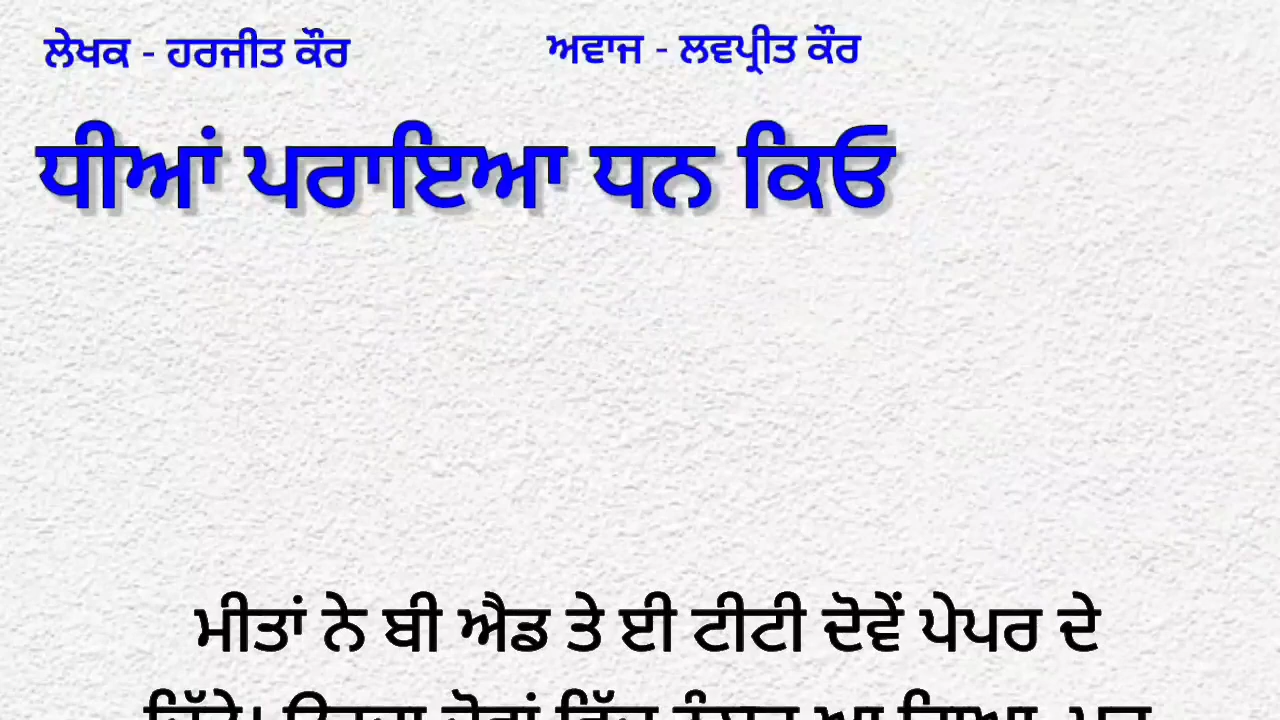 ਲੇਖਕ - ਹਰਜੀਤ ਕੌਰ
ਅਵਾਜ - ਲਵਪ੍ਰੀਤ ਕੌਰ
ਧੀਆਂ ਪਰਾਇਆ ਧਨ ਕਿਓ
ਮੀਤਾਂ ਨੇ ਬੀ ਐਡ ਤੇ ਈ ਟੀਟੀ ਦੋਵੇਂ ਪੇਪਰ ਦੇ